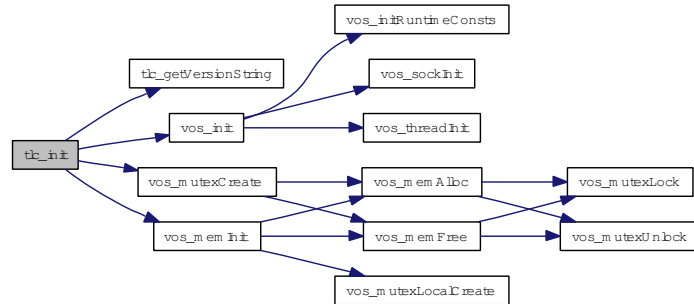 vos_initRuntimeConsts
tlc_getVersionString
vos_sockInit
vos_init
vos_threadInit
tlc_init
vos_mutexCreate
vos_memAlloc
vos_mutexLock
vos_memInit
vos_memFree
vos_mutexUnlock
vos_mutexLocalCreate